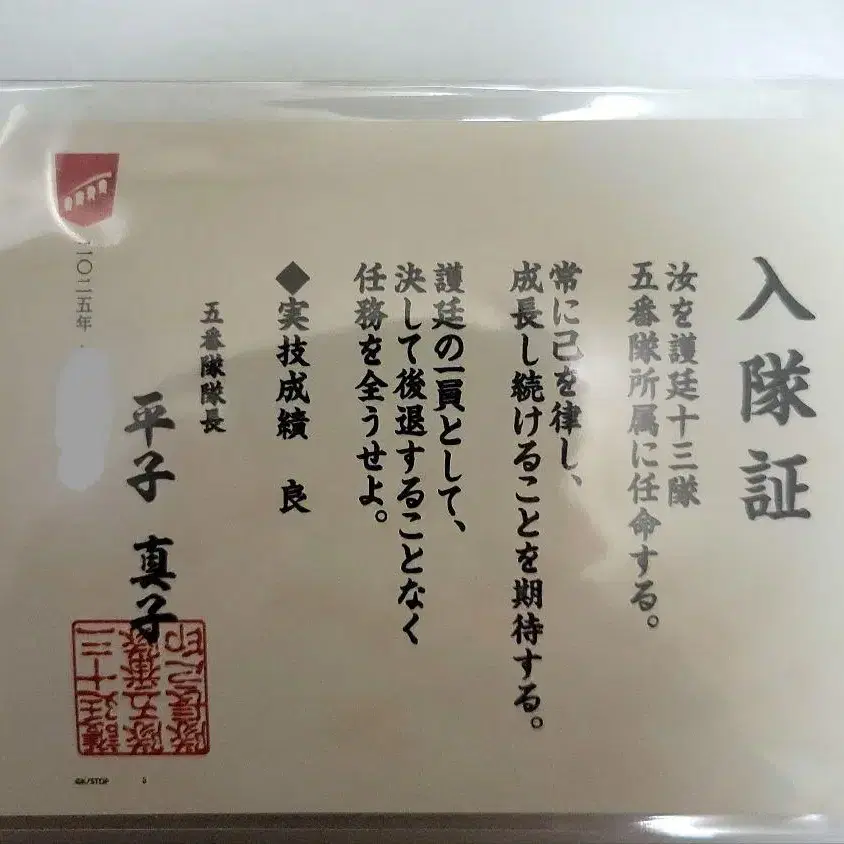 入隊証
汝を護廷十三隊
五番隊所属に任命する。
常に己を律し、
成長し続けることを期待する。
護廷の一員として、
決して後退することなく
任務を全うせよ。
◆実技成績 良
五番隊隊長
平子 真子
二〇二五年